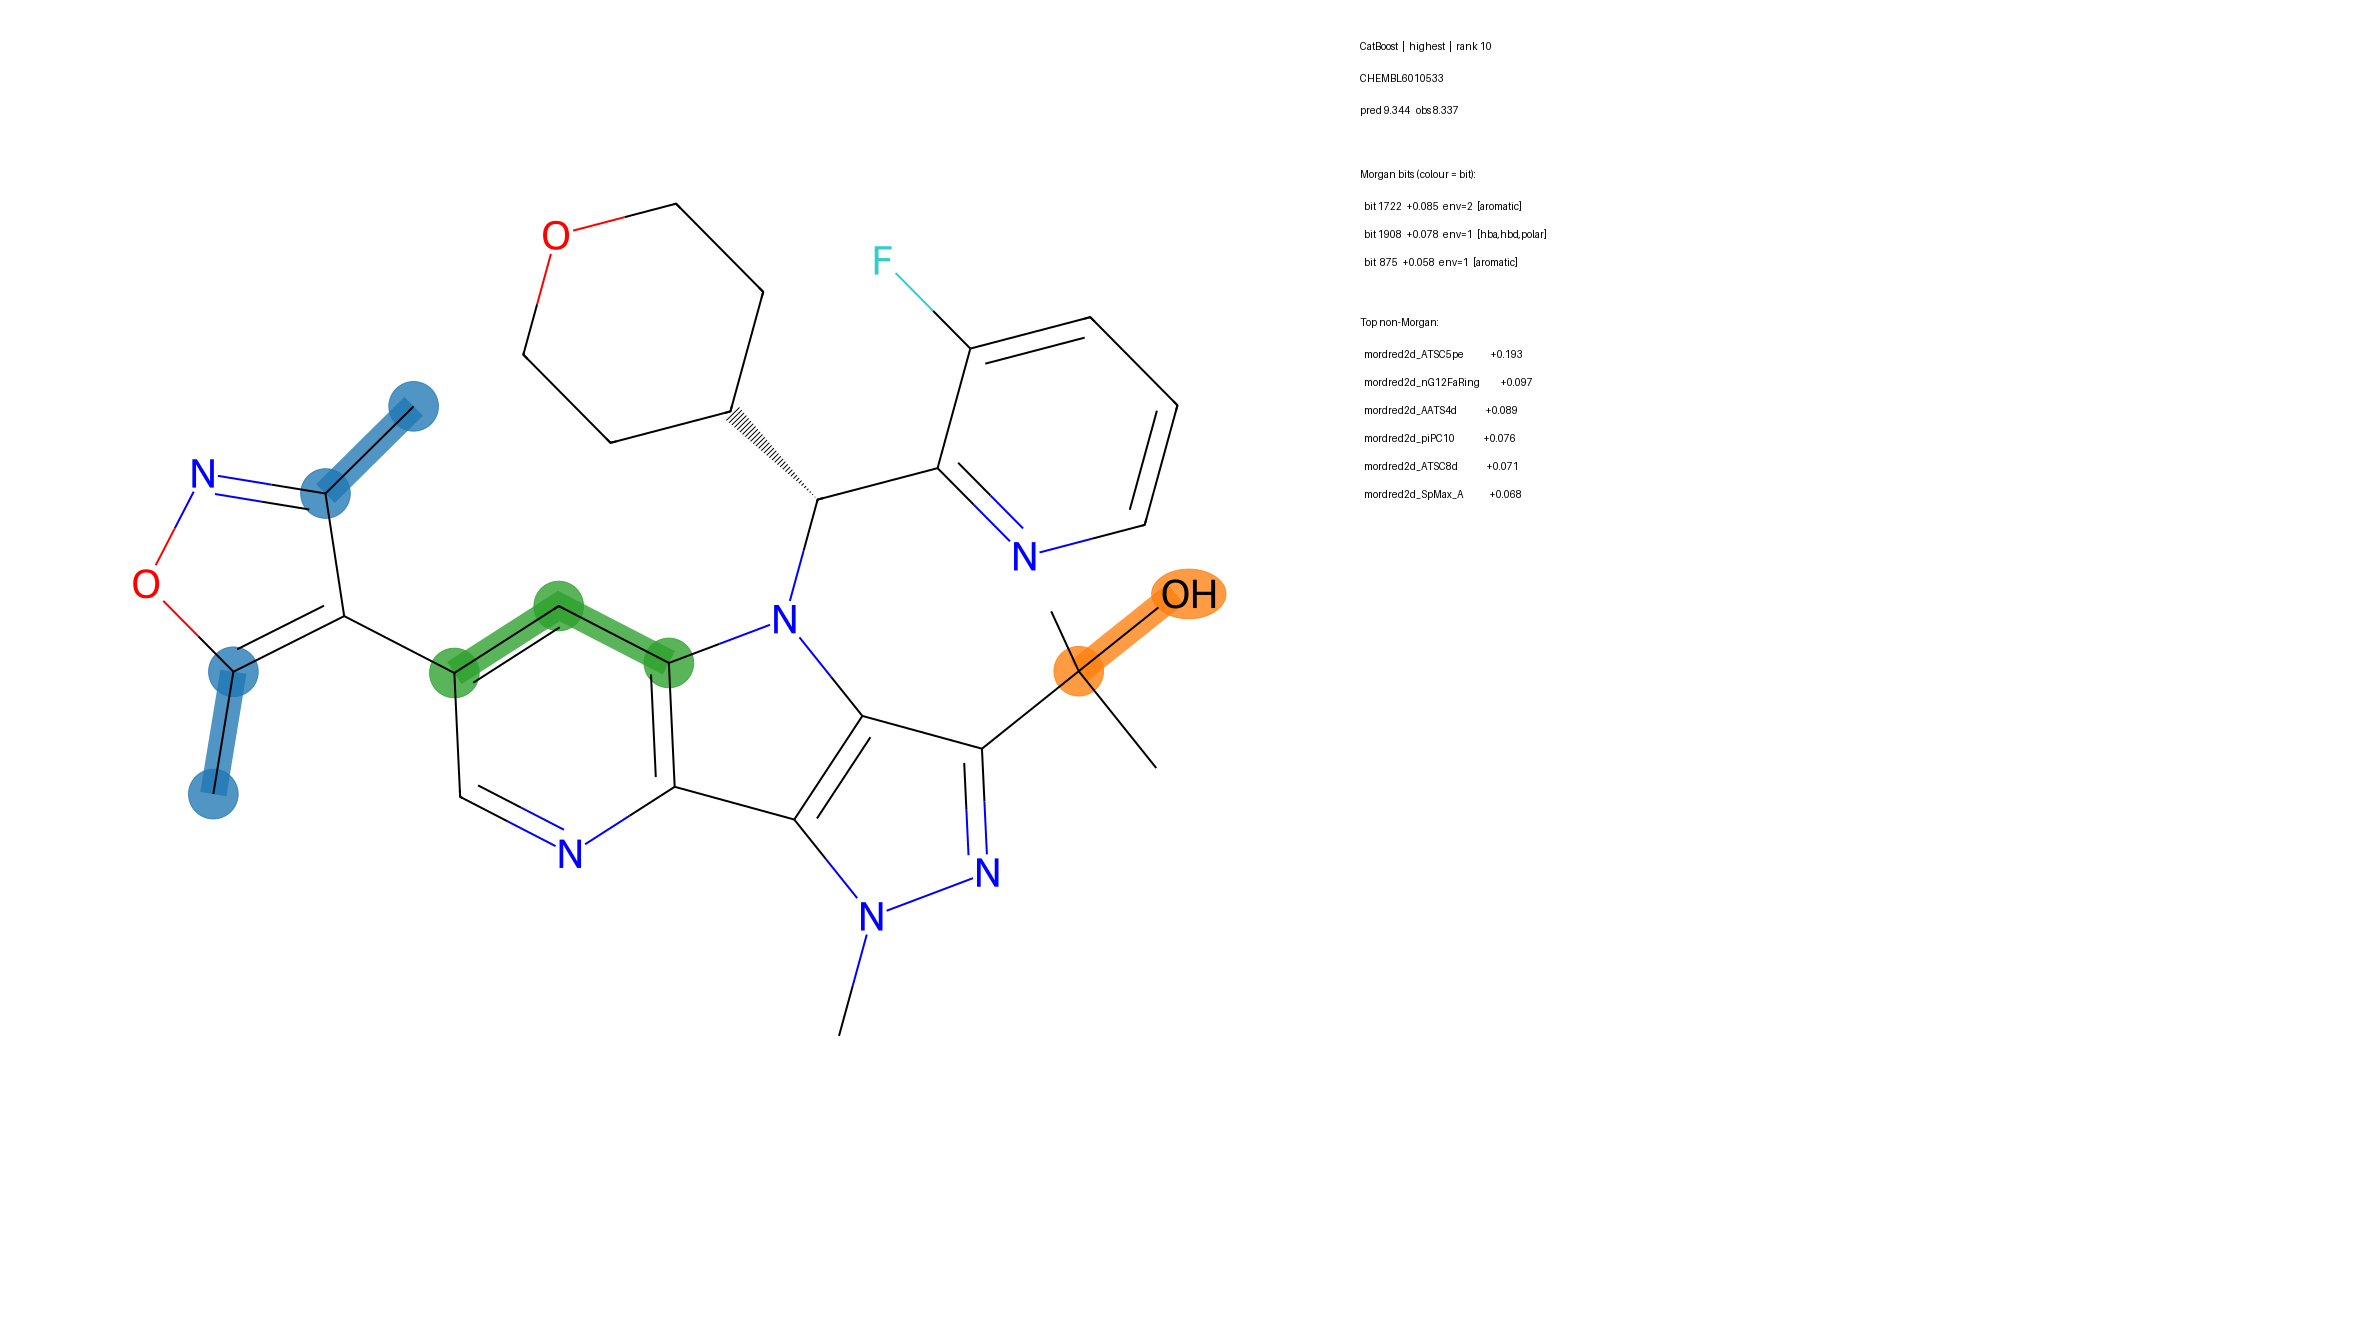 CatBoost | highest | rank 10
CHEMBL6010533
pred 9.344 obs 8.337
Morgan bits (colour = bit):
bit 1722 +0.085 env=2 [aromatic]
bit 1908 +0.078 env=1 [hba,hbd,polar]
bit 875 +0.058 env=1 [aromatic]
Top non-Morgan:
mordred2d_ATSC5pe +0.193
mordred2d_nG12FaRing +0.097
mordred2d_AATS4d +0.089
mordred2d_piPC10 +0.076
mordred2d_ATSC8d +0.071
mordred2d_SpMax_A +0.068
O
F
N
O
N
N
OH
N
N
N